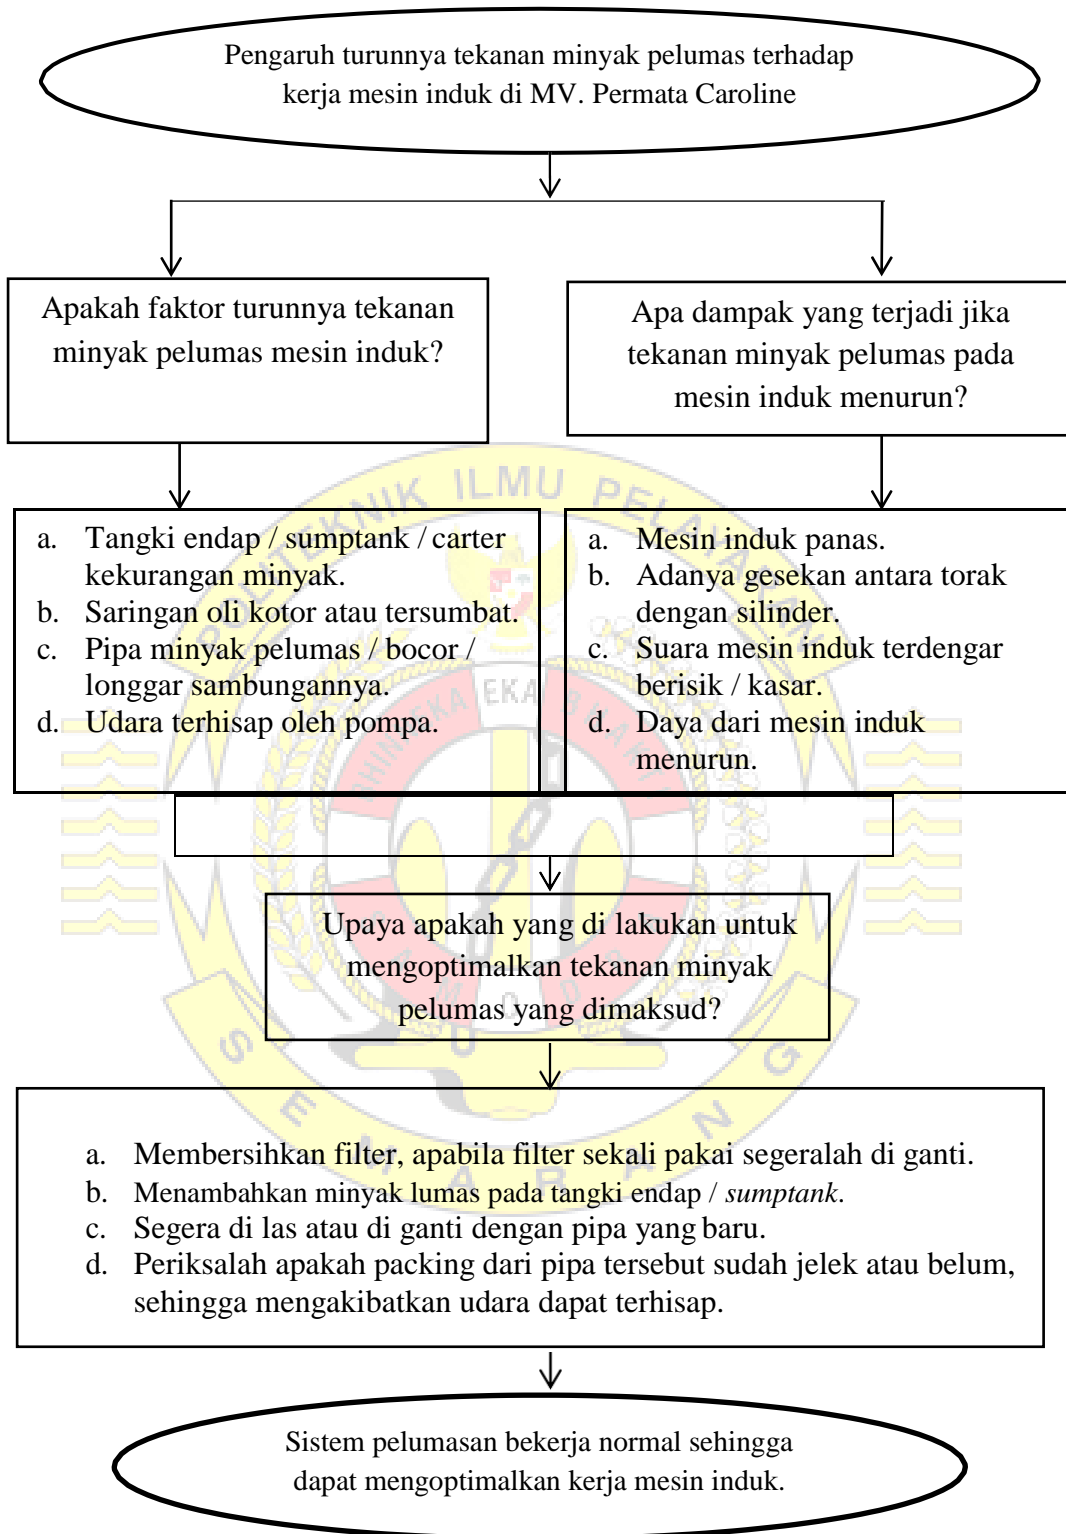 Pengaruh turunnya tekanan minyak pelumas terhadap
kerja mesin induk di MV. Permata Caroline
Apakah faktor turunnya tekanan
minyak pelumas mesin induk?
Apa dampak yang terjadi jika
tekanan minyak pelumas pada
mesin induk menurun?
a. Tangki endap / sumptank / carter
kekurangan minyak.
b. Saringan oli kotor atau tersumbat.
c. Pipa minyak pelumas / bocor /
longgar sambungannya.
d. Udara terhisap oleh pompa.
a. Mesin induk panas.
b. Adanya gesekan antara torak
dengan silinder.
c. Suara mesin induk terdengar
berisik / kasar.
d. Daya dari mesin induk
menurun.
Upaya apakah yang di lakukan untuk
mengoptimalkan tekanan minyak
pelumas yang dimaksud?
a. Membersihkan filter, apabila filter sekali pakai segeralah di ganti.
b. Menambahkan minyak lumas pada tangki endap / sumptank.
c. Segera di las atau di ganti dengan pipa yang baru.
d. Periksalah apakah packing dari pipa tersebut sudah jelek atau belum,
sehingga mengakibatkan udara dapat terhisap.
Sistem pelumasan bekerja normal sehingga
dapat mengoptimalkan kerja mesin induk.
POLITEKNIK ILMU PELAYARAN
SEMARANG